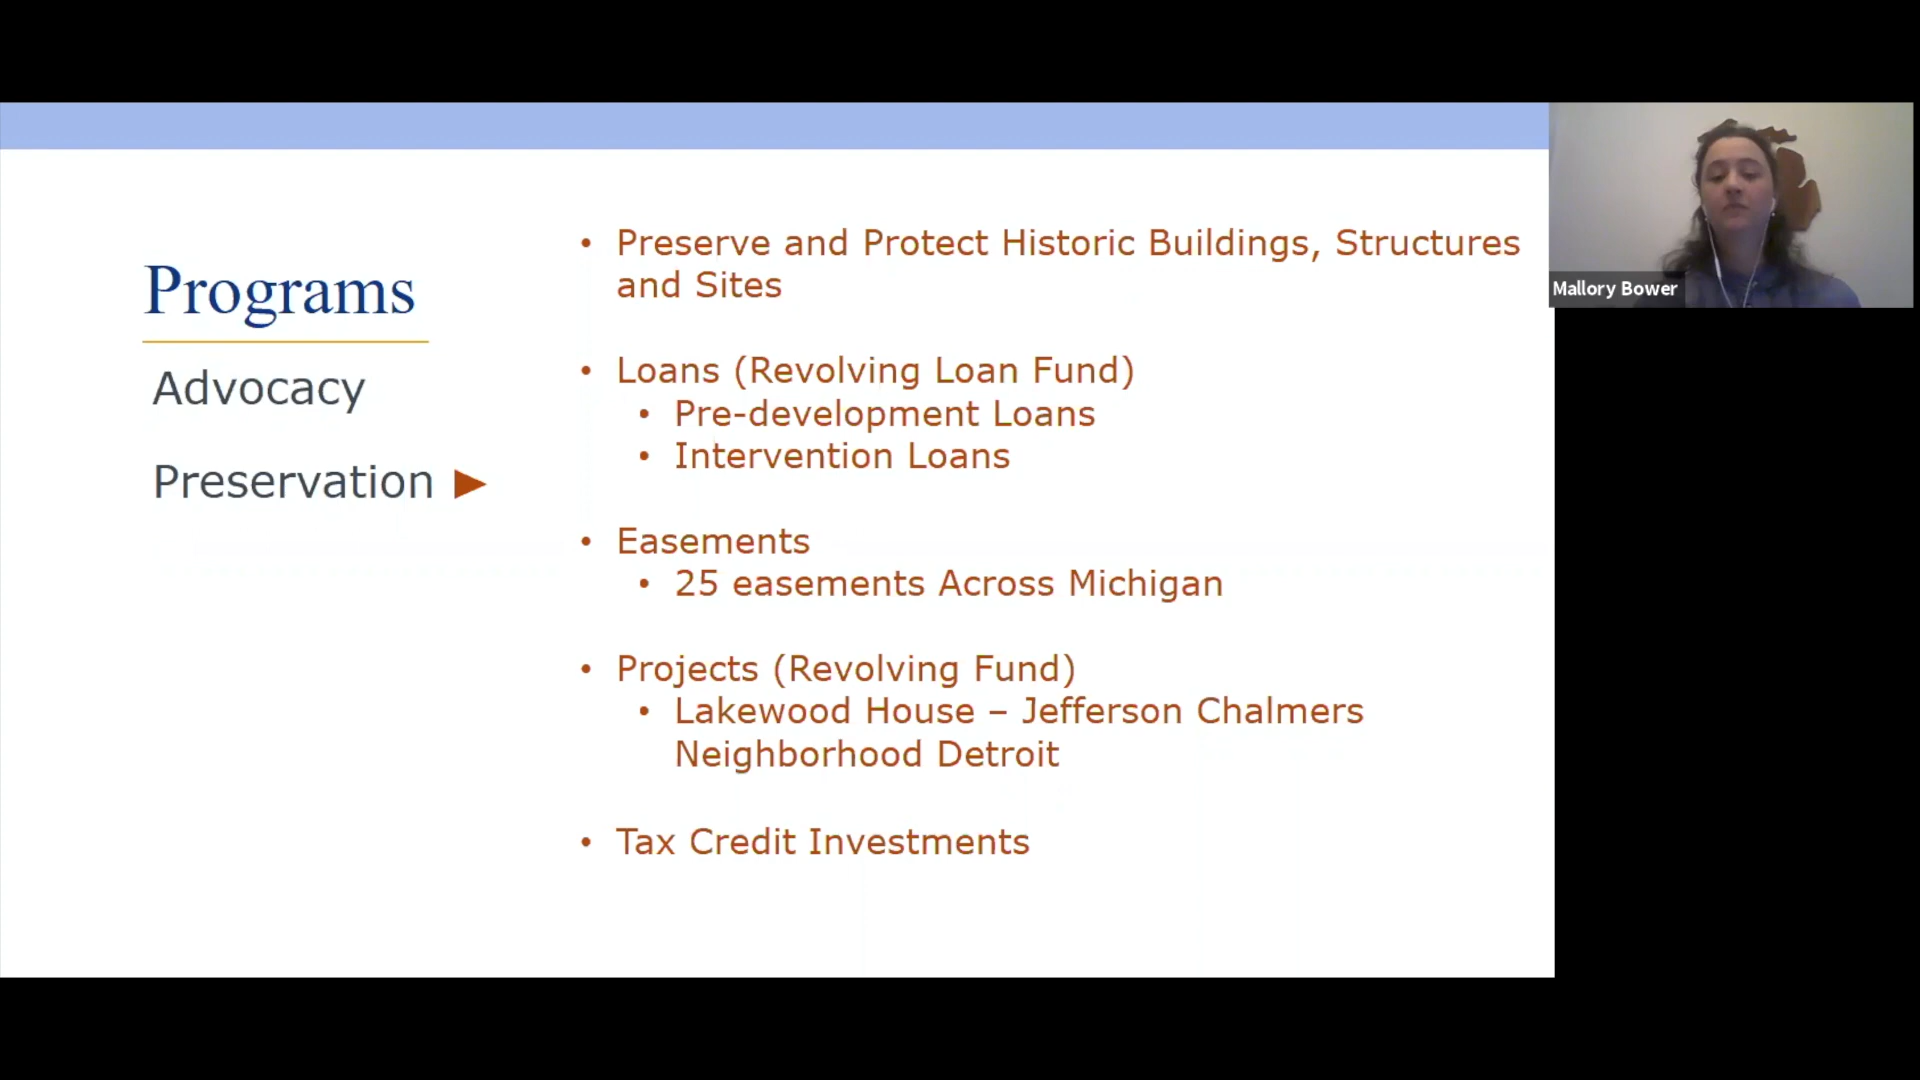 Programs
Advocacy
Preservation
• Preserve and Protect Historic Buildings, Structures
and Sites
• Loans (Revolving Loan Fund)
• Pre-development Loans
• Intervention Loans
• Easements
• 25 easements Across Michigan
• Projects (Revolving Fund)
• Lakewood House – Jefferson Chalmers
Neighborhood Detroit
• Tax Credit Investments
Mallory Bower